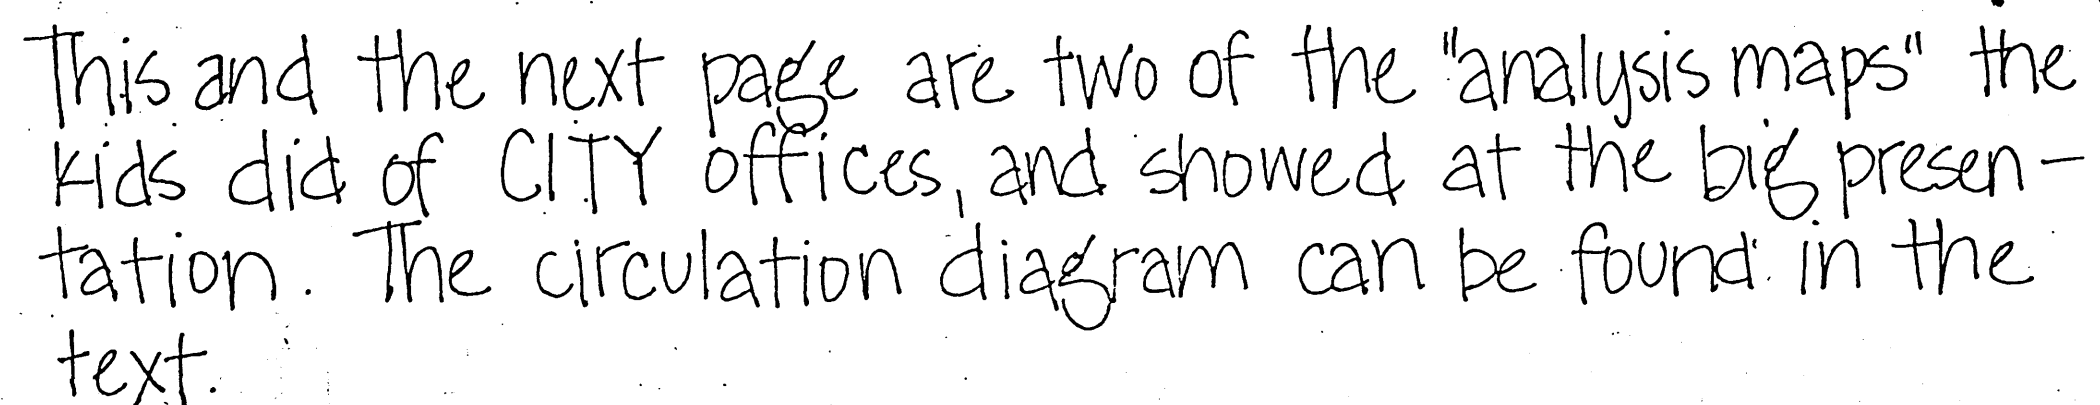 This and the next page are two of the "analysis maps" the
kids did of CITY offices, and showed at the big presen-
tation. The circulation diagram can be found in the
text.